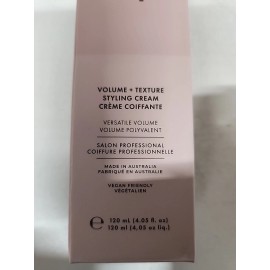 VOLUME + TEXTURE
STYLING CREAM
CRÈME COIFFANTE
VERSATILE VOLUME
VOLUME POLYVALENT
SALON PROFESSIONAL
COIFFURE PROFESSIONNELLE
MADE IN AUSTRALIA
FABRIQUÉ EN AUSTRALIE
VEGAN FRIENDLY
VÉGÉTALIEN
e 120 mL (4.05 fl. oz)
120 ml (4,05 oz liq.)